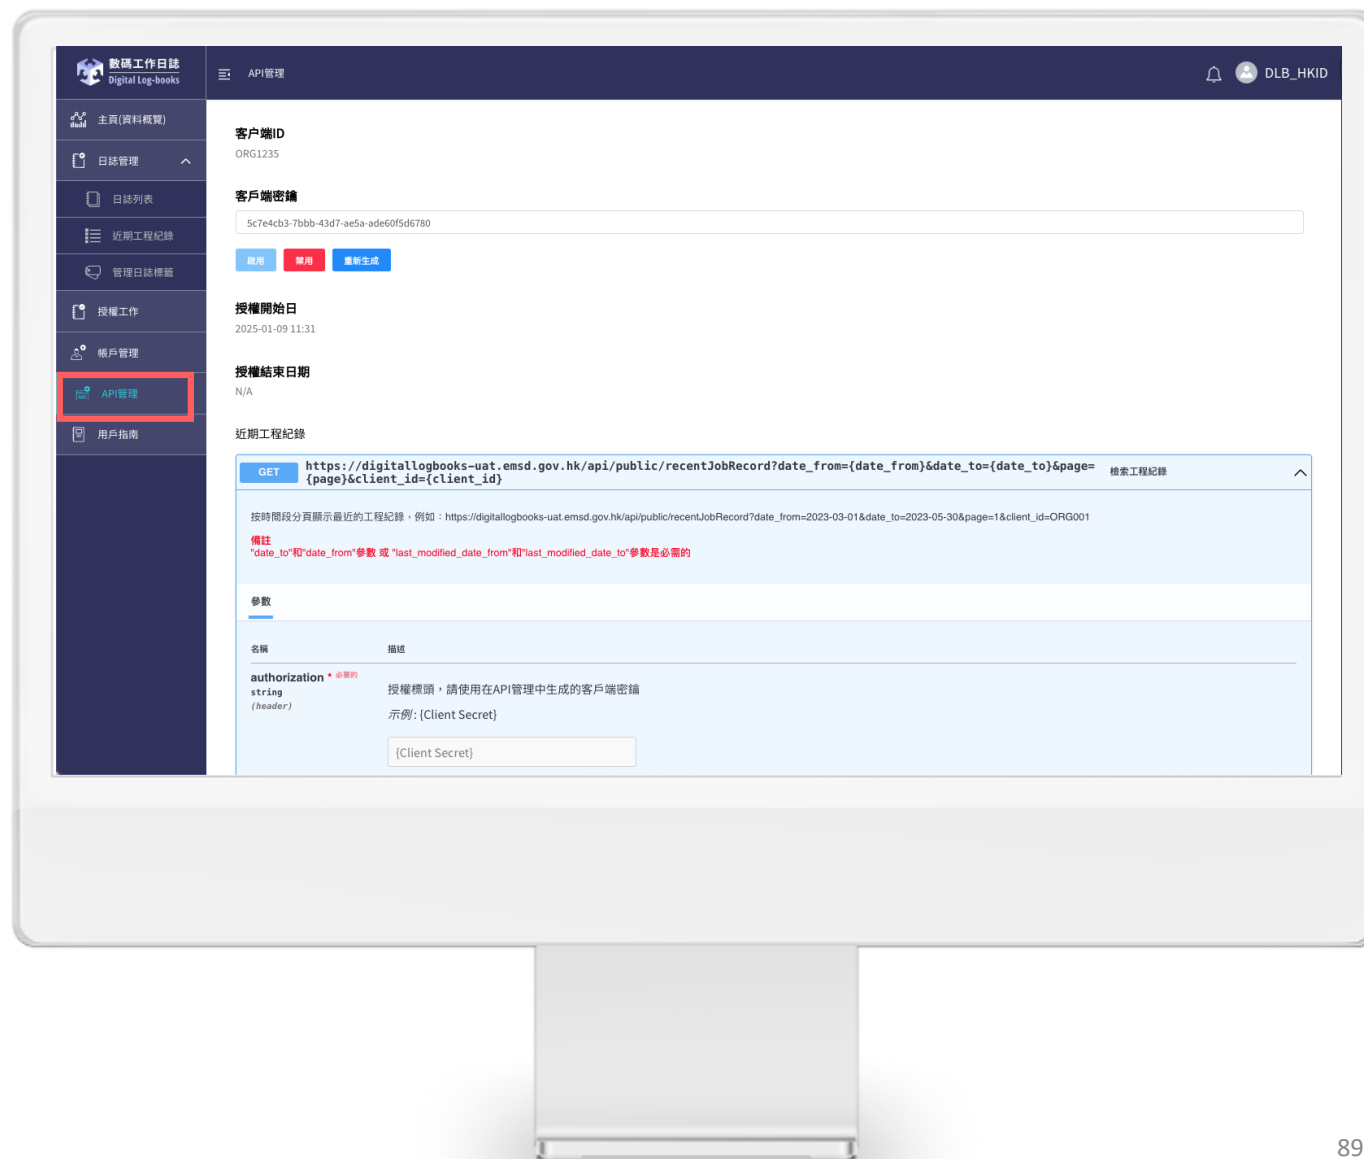 數碼工作日誌
Digital Log-books
API管理
DLB_HKID
主頁(資料概覽)
日誌管理
日誌列表
近期工程紀錄
管理日誌標籤
授權工作
帳戶管理
API管理
用戶指南
客户端ID
ORG1235
客戶端密鑰
5c7e4cb3-7bbb-43d7-ae5a-ade60f5d6780
啟用
禁用
重新生成
授權開始日
2025-01-09 11:31
授權結束日期
N/A
近期工程紀錄
GET
https://digitallogbooks-uat.emsd.gov.hk/api/public/recentJobRecord?date_from={date_from}&date_to={date_to}&page=
{page}&client_id={client_id}
檢索工程紀錄
按時間段分頁顯示最近的工程紀錄，例如：https://digitallogbooks-uat.emsd.gov.hk/api/public/recentJobRecord?date_from=2023-03-01&date_to=2023-05-30&page=1&client_id=ORG001
備註
"date_to"和"date_from"參數 或 "last_modified_date_from"和"last_modified_date_to"參數是必需的
參數
名稱 描述
authorization * 必要的
string
(header)
授權標頭，請使用在API管理中生成的客戶端密鑰
示例 : {Client Secret}
{Client Secret}
89